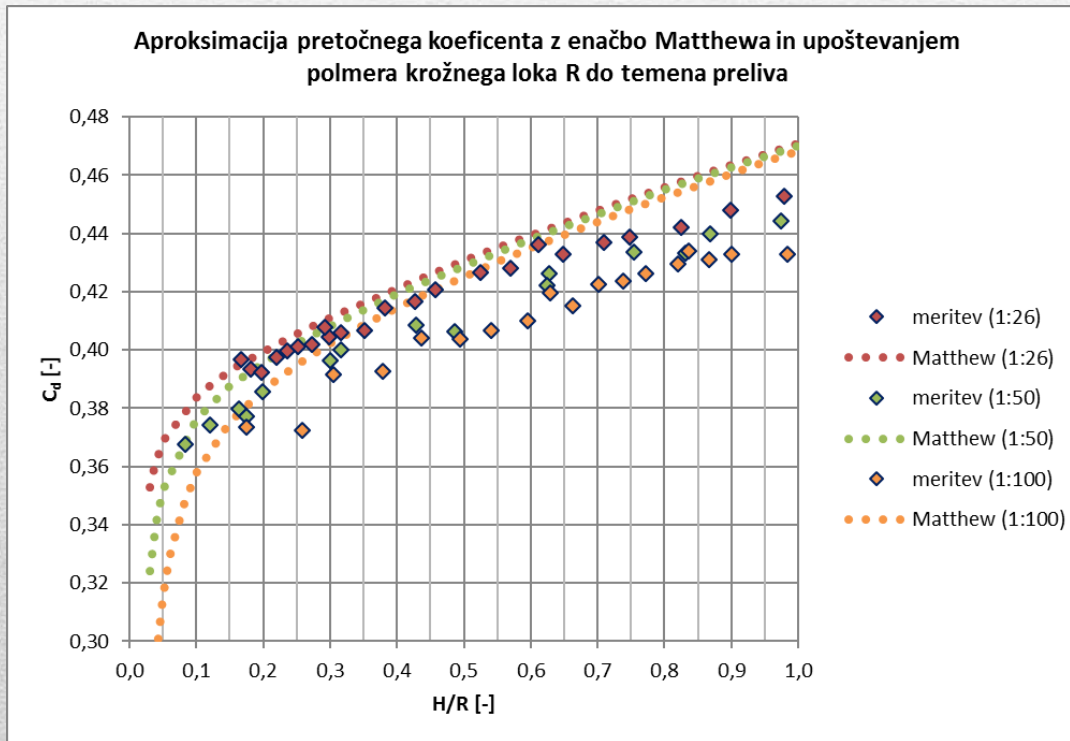 Aproksimacija pretočnega koeficenta z enačbo Matthewa in upoštevanjem
polmera krožnega loka R do temena preliva
0,48
0,46
0,44
0,42
0,40
0,38
0,36
0,34
0,32
0,30
Cd [-]
0,0 0,1 0,2 0,3 0,4 0,5 0,6 0,7 0,8 0,9 1,0
H/R [-]
meritev (1:26)
Matthew (1:26)
meritev (1:50)
Matthew (1:50)
meritev (1:100)
Matthew (1:100)